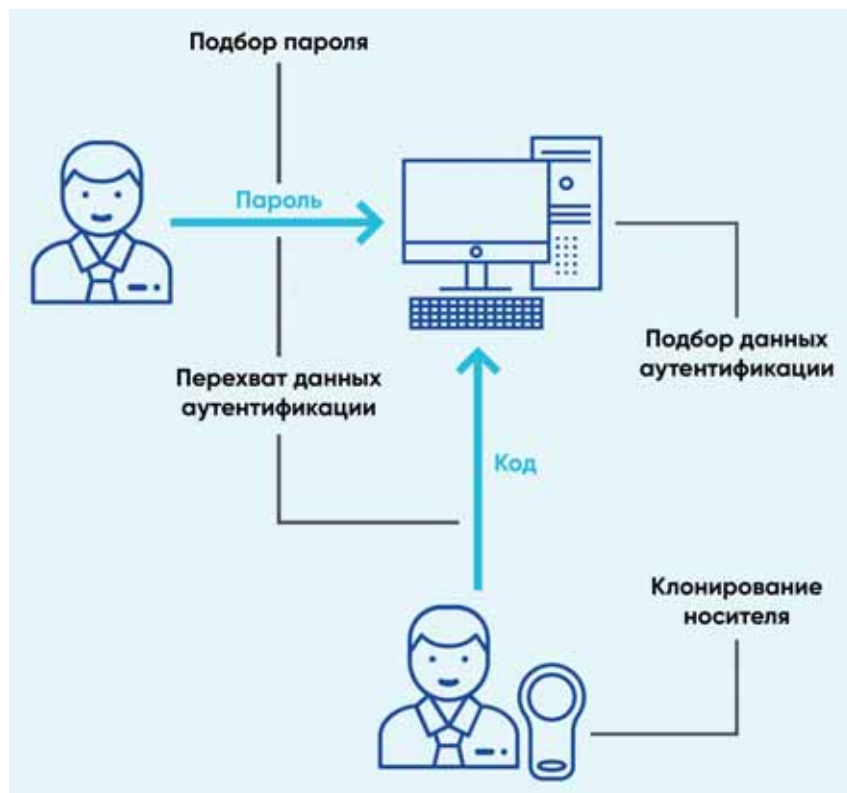 Подбор пароля
Пароль
Подбор данных
аутентификации
Перехват данных
аутентификации
Код
Клонирование
носителя